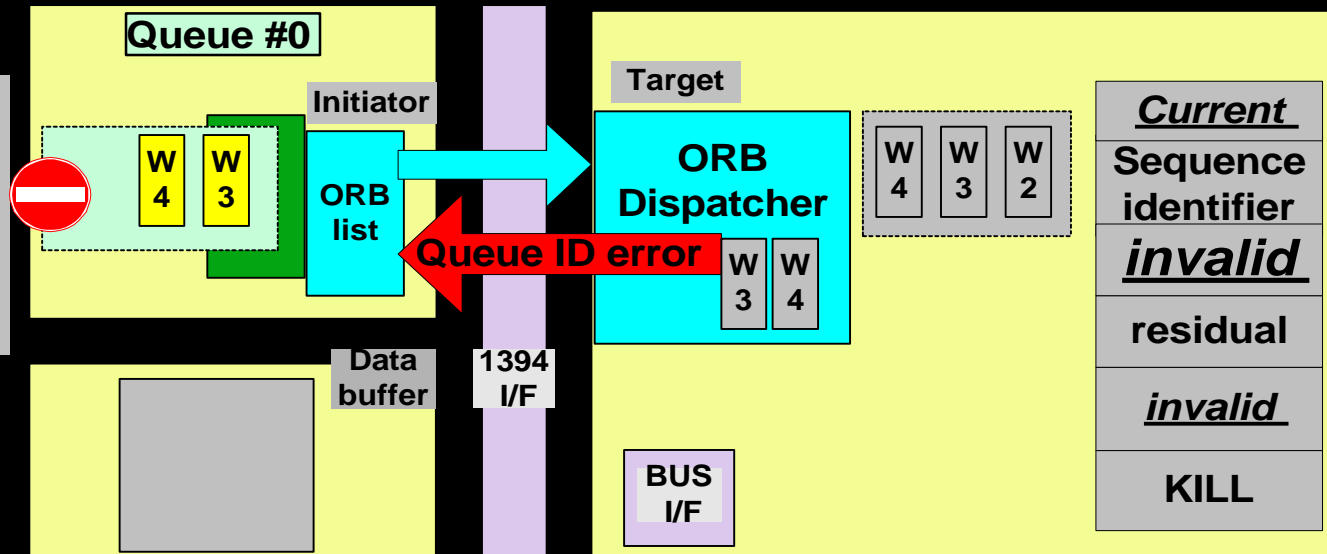 Queue #0
Initiator
W
4
W
3
ORB
list
Queue ID error
Target
ORB
Dispatcher
W
3
W
4
W
4
W
3
W
2
Current
Sequence
identifier
invalid
residual
invalid
KILL
Data
buffer
1394
I/F
BUS
I/F